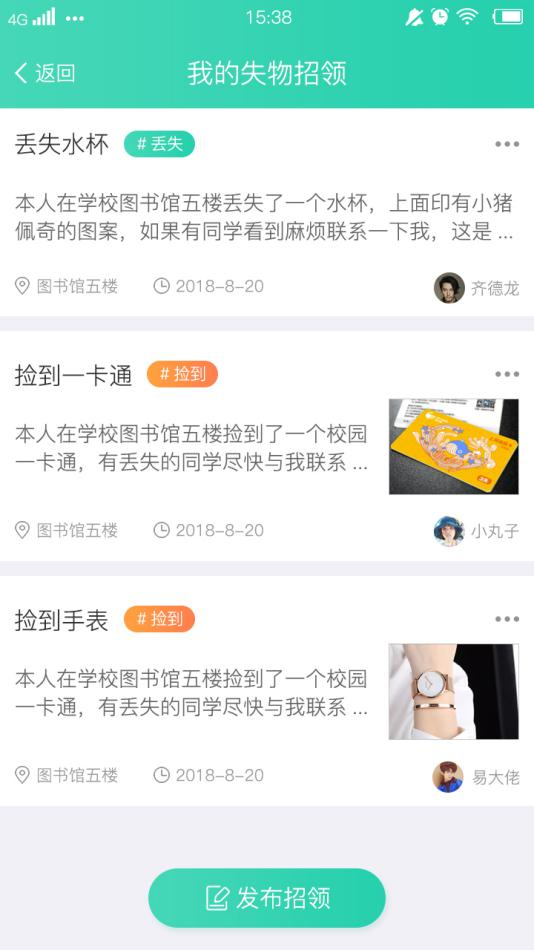 4G 15:38
返回 我的失物招领
丢失水杯 # 丢失
本人在学校图书馆五楼丢失了一个水杯，上面印有小猪
佩奇的图案，如果有同学看到麻烦联系一下我，这是 ...
图书馆五楼 2018-8-20 齐德龙
捡到一卡通 # 捡到
本人在学校图书馆五楼捡到了一个校园
一卡通，有丢失的同学尽快与我联系 ...
图书馆五楼 2018-8-20 小丸子
捡到手表 # 捡到
本人在学校图书馆五楼捡到了一个校园
一卡通，有丢失的同学尽快与我联系 ...
图书馆五楼 2018-8-20 易大佬
发布招领